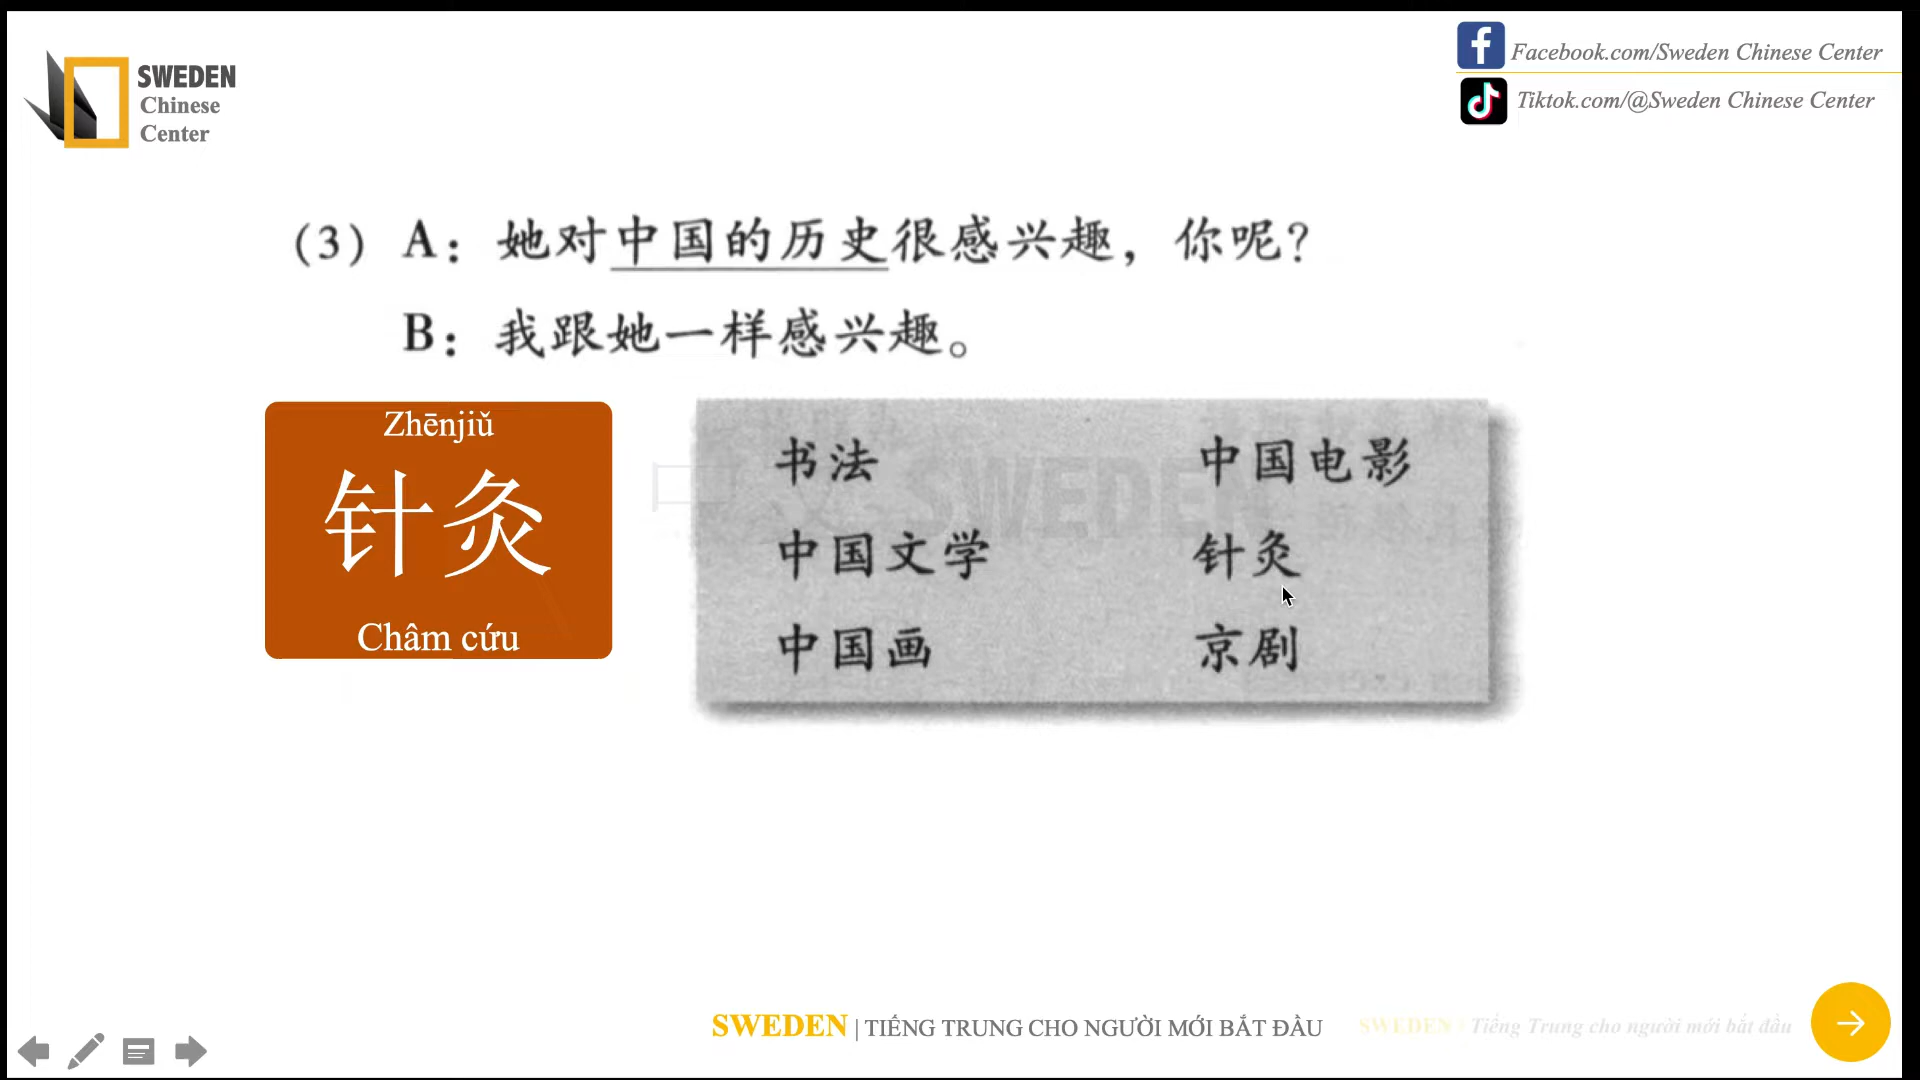 SWEDEN
Chinese
Center
Facebook.com/Sweden Chinese Center
Tiktok.com/@Sweden Chinese Center
(3) A: 她对中国的历史很感兴趣，你呢？
B: 我跟她一样感兴趣。
Zhēnjiǔ
针灸
Châm cứu
SWEDEN
书法 中国电影
中国文学 针灸
中国画 京剧
SWEDEN | TIẾNG TRUNG CHO NGƯỜI MỚI BẮT ĐẦU
SWEDEN | Tiếng Trung cho người mới bắt đầu